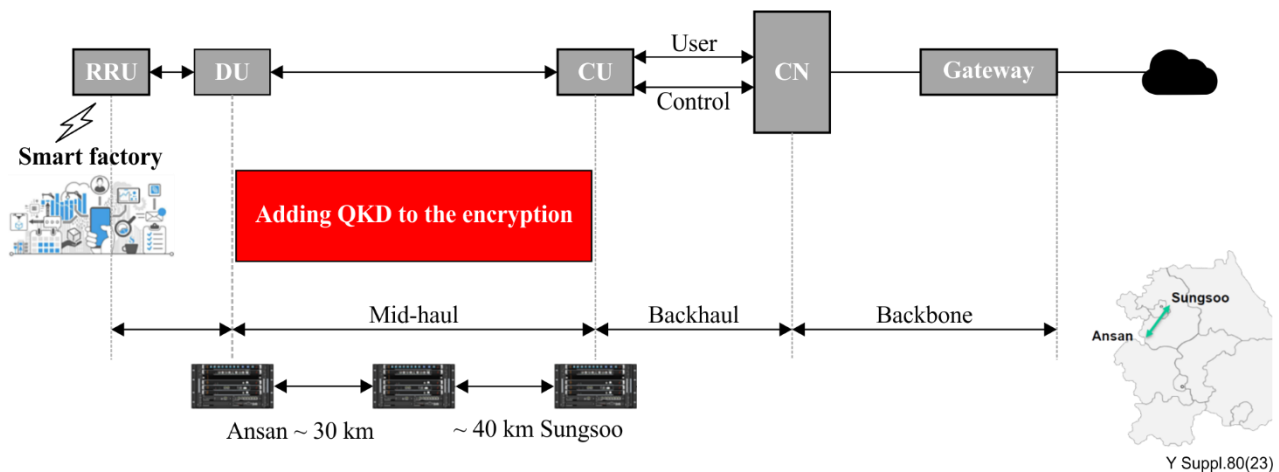 RRU
DU
CU
User
Control
CN
Gateway
Smart factory
Adding QKD to the encryption
Mid-haul
Backhaul
Backbone
Ansan ~ 30 km
~ 40 km Sungsoo
Sungsoo
Ansan
Y Suppl.80(23)